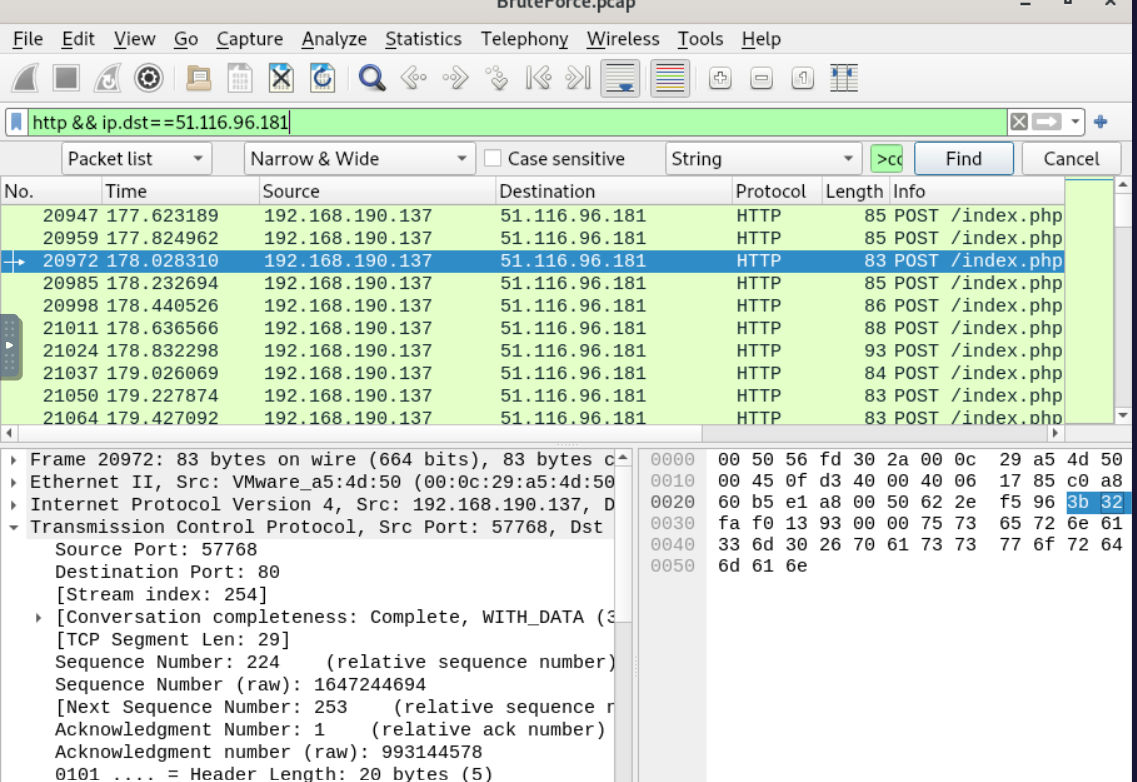 BruteForce.pcap
File Edit View Go Capture Analyze Statistics Telephony Wireless Tools Help
http && ip.dst==51.116.96.181
Packet list Narrow & Wide Case sensitive String >co Find Cancel
No. Time Source Destination Protocol Length Info
20947 177.623189 192.168.190.137 51.116.96.181 HTTP 85 POST /index.php
20959 177.824962 192.168.190.137 51.116.96.181 HTTP 85 POST /index.php
20972 178.028310 192.168.190.137 51.116.96.181 HTTP 83 POST /index.php
20985 178.232694 192.168.190.137 51.116.96.181 HTTP 85 POST /index.php
20998 178.440526 192.168.190.137 51.116.96.181 HTTP 86 POST /index.php
21011 178.636566 192.168.190.137 51.116.96.181 HTTP 88 POST /index.php
21024 178.832298 192.168.190.137 51.116.96.181 HTTP 93 POST /index.php
21037 179.026069 192.168.190.137 51.116.96.181 HTTP 84 POST /index.php
21050 179.227874 192.168.190.137 51.116.96.181 HTTP 83 POST /index.php
21064 179.427092 192.168.190.137 51.116.96.181 HTTP 83 POST /index.php
Frame 20972: 83 bytes on wire (664 bits), 83 bytes c
Ethernet II, Src: VMware_a5:4d:50 (00:0c:29:a5:4d:50
Internet Protocol Version 4, Src: 192.168.190.137, D
Transmission Control Protocol, Src Port: 57768, Dst
Source Port: 57768
Destination Port: 80
[Stream index: 254]
[Conversation completeness: Complete, WITH_DATA (3
[TCP Segment Len: 29]
Sequence Number: 224 (relative sequence number)
Sequence Number (raw): 1647244694
[Next Sequence Number: 253 (relative sequence n
Acknowledgment Number: 1 (relative ack number)
Acknowledgment number (raw): 993144578
0101 .... = Header Length: 20 bytes (5)
0000 00 50 56 fd 30 2a 00 0c 29 a5 4d 50
0010 00 45 0f d3 40 00 40 06 17 85 c0 a8
0020 60 b5 e1 a8 00 50 62 2e f5 96 3b 32
0030 fa f0 13 93 00 00 75 73 65 72 6e 61
0040 33 6d 30 26 70 61 73 73 77 6f 72 64
0050 6d 61 6e